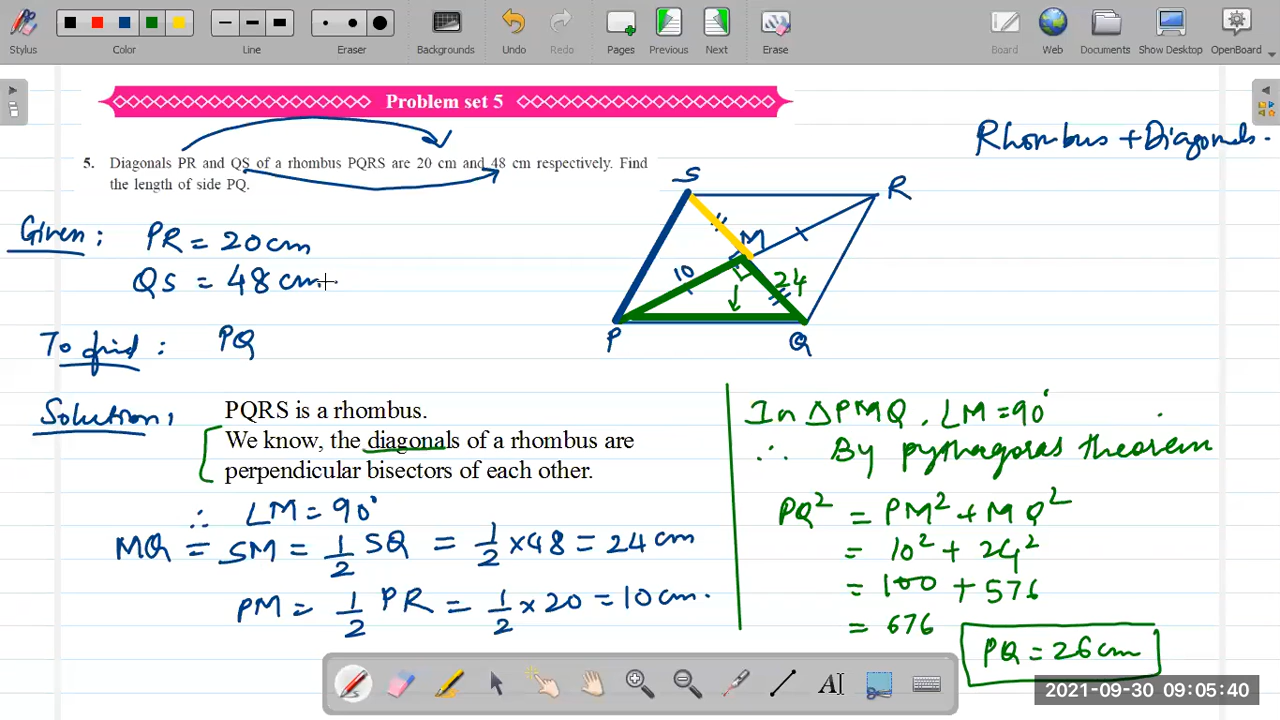 Stylus Color Line Eraser Backgrounds Undo Redo Pages Previous Next Erase Board Web Documents Show Desktop OpenBoard
Problem set 5
Rhombus + Diagonals.
5. Diagonals PR and QS of a rhombus PQRS are 20 cm and 48 cm respectively. Find
the length of side PQ.
Given : PR = 20cm
QS = 48 cm
To find : PQ
S
R
M
10
24
P
Q
Solution,
PQRS is a rhombus.
We know, the diagonals of a rhombus are
perpendicular bisectors of each other.
∴ ∠M = 90°
MQ = SM = 1/2 SQ = 1/2 × 48 = 24 cm
PM = 1/2 PR = 1/2 × 20 = 10 cm.
In △PMQ, ∠M = 90°
∴ By pythagoras theorem
PQ² = PM² + MQ²
= 10² + 24²
= 100 + 576
= 676
PQ = 26cm
2021-09-30 09:05:40